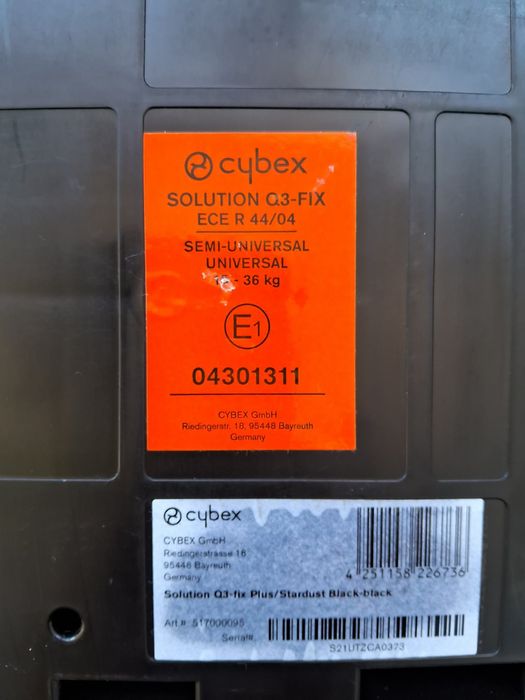 cybex
SOLUTION Q3-FIX
ECE R 44/04
SEMI-UNIVERSAL
UNIVERSAL
15 - 36 kg
E1
04301311
CYBEX GmbH
Riedingerstr. 18, 95448 Bayreuth
Germany
cybex
CYBEX GmbH
Riedingerstrasse 18
95448 Bayreuth
Germany
4 251158 226736
Solution Q3-fix Plus/Stardust Black-black
Art.# 517000095
Serial#
S21UTZCA0373